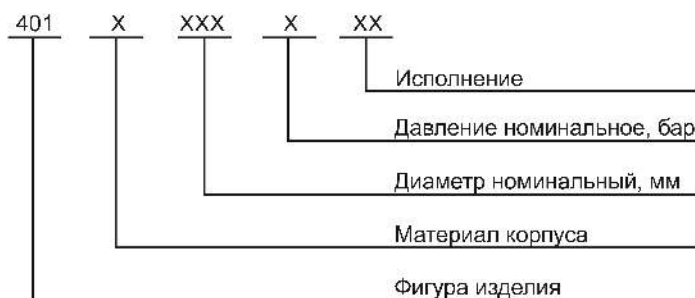 401 X XXX X XX
Исполнение
Давление номинальное, бар
Диаметр номинальный, мм
Материал корпуса
Фигура изделия